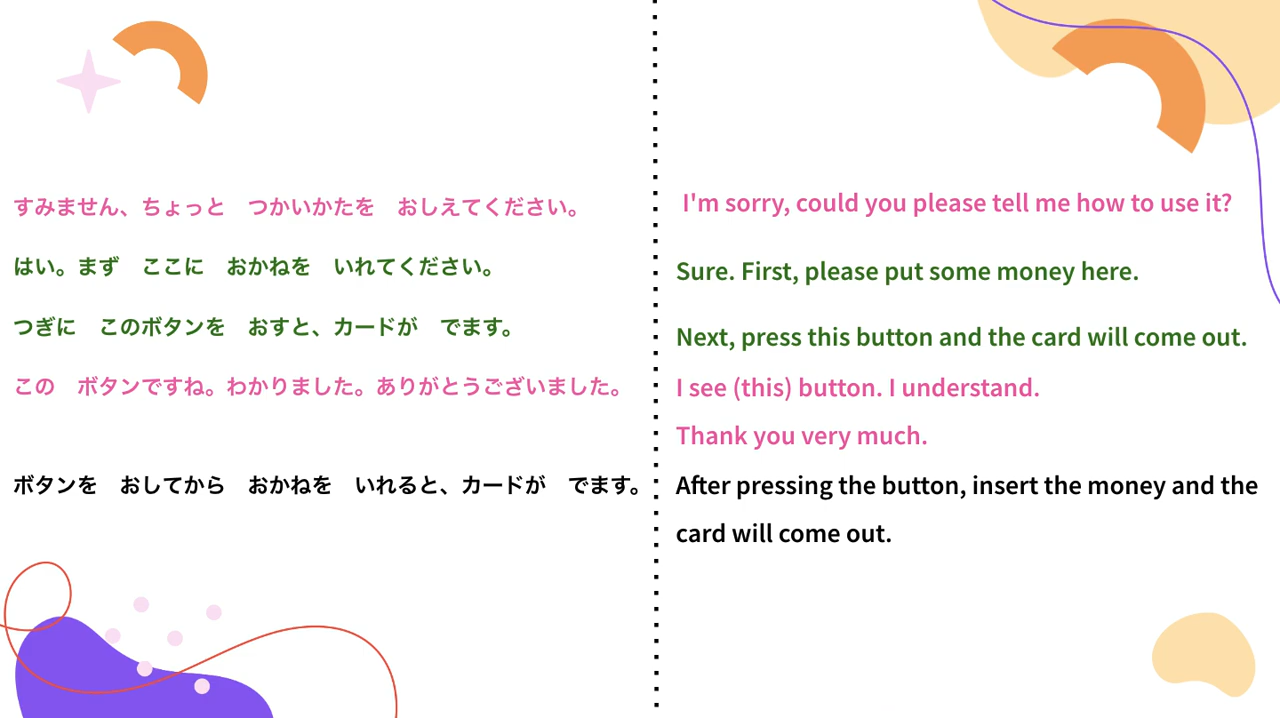 すみません、ちょっと　つかいかたを　おしえてください。
はい。まず　ここに　おかねを　いれてください。
つぎに　このボタンを　おすと、カードが　でます。
この　ボタンですね。わかりました。ありがとうございました。
ボタンを　おしてから　おかねを　いれると、カードが　でます。
I'm sorry, could you please tell me how to use it?
Sure. First, please put some money here.
Next, press this button and the card will come out.
I see (this) button. I understand.
Thank you very much.
After pressing the button, insert the money and the
card will come out.